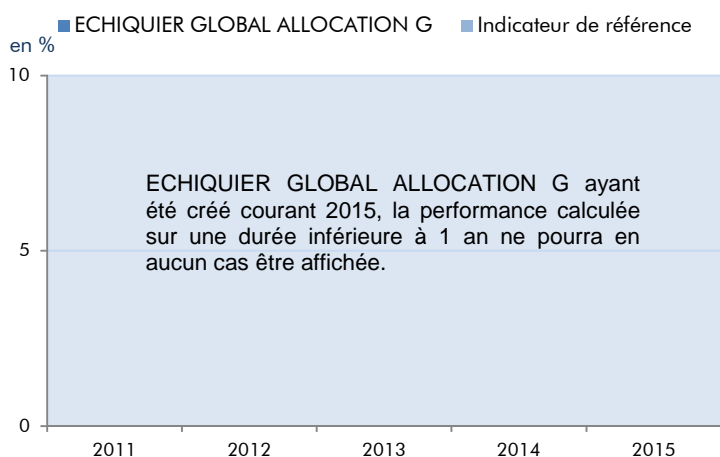 ECHIQUIER GLOBAL ALLOCATION G Indicateur de référence
en %
10
ECHIQUIER GLOBAL ALLOCATION G ayant
été créé courant 2015, la performance calculée
sur une durée inférieure à 1 an ne pourra en
aucun cas être affichée.
5
0
2011 2012 2013 2014 2015